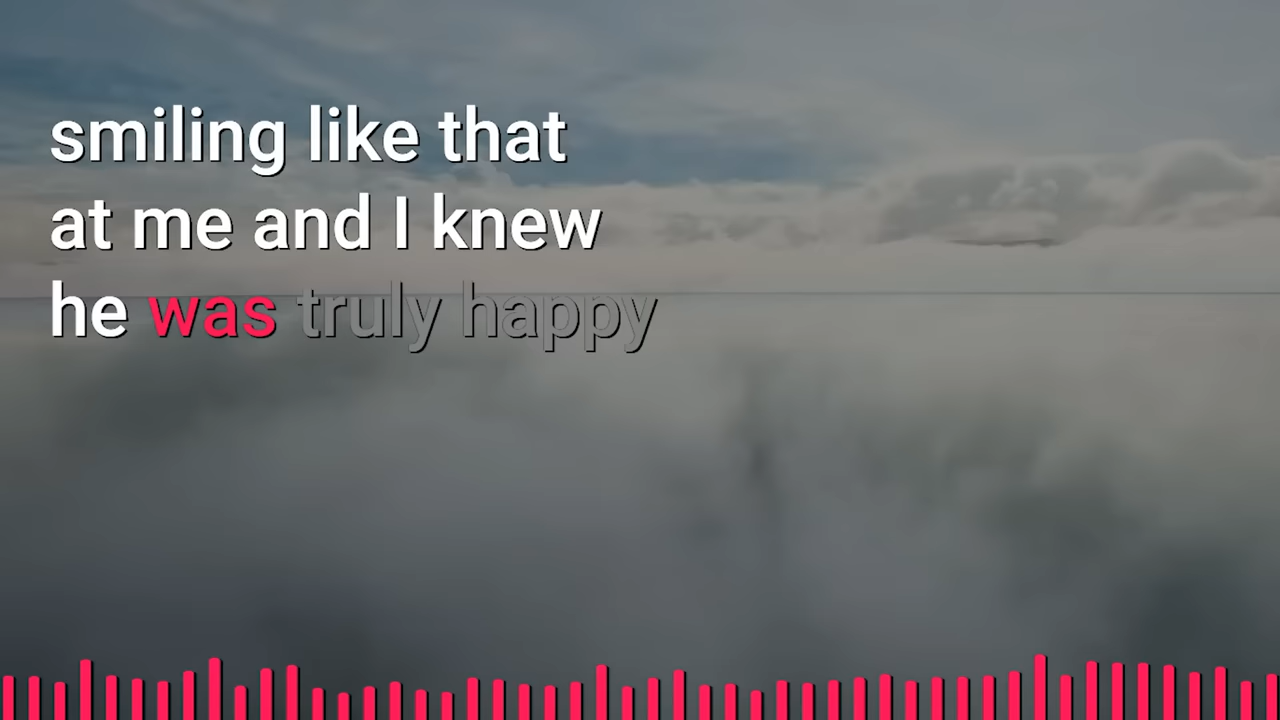 smiling like that
at me and I knew
he was truly happy